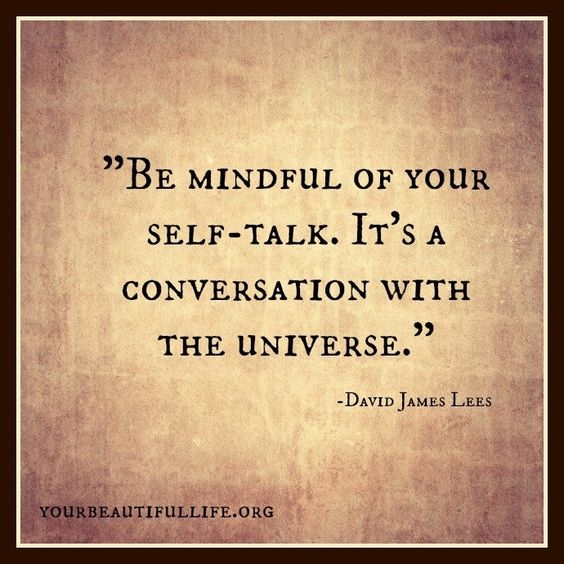 "Be mindful of your
self-talk. It's a
conversation with
the universe."
-David James Lees
yourbeautifullife.org